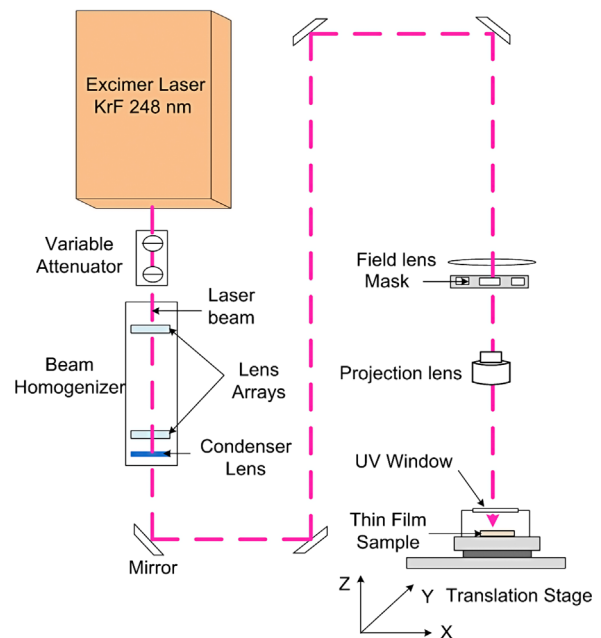 Excimer Laser
KrF 248 nm
Variable
Attenuator
Laser
beam
Beam
Homogenizer
Lens
Arrays
Condenser
Lens
Mirror
Field lens
Mask
Projection lens
UV Window
Thin Film
Sample
Translation Stage
Z
Y
X